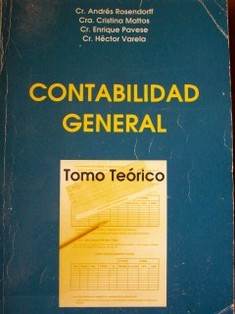 Cr. Andrés Rosendorff
Cra. Cristina Mattos
Cr. Enrique Pavese
Cr. Héctor Varela
CONTABILIDAD
GENERAL
Tomo Teórico